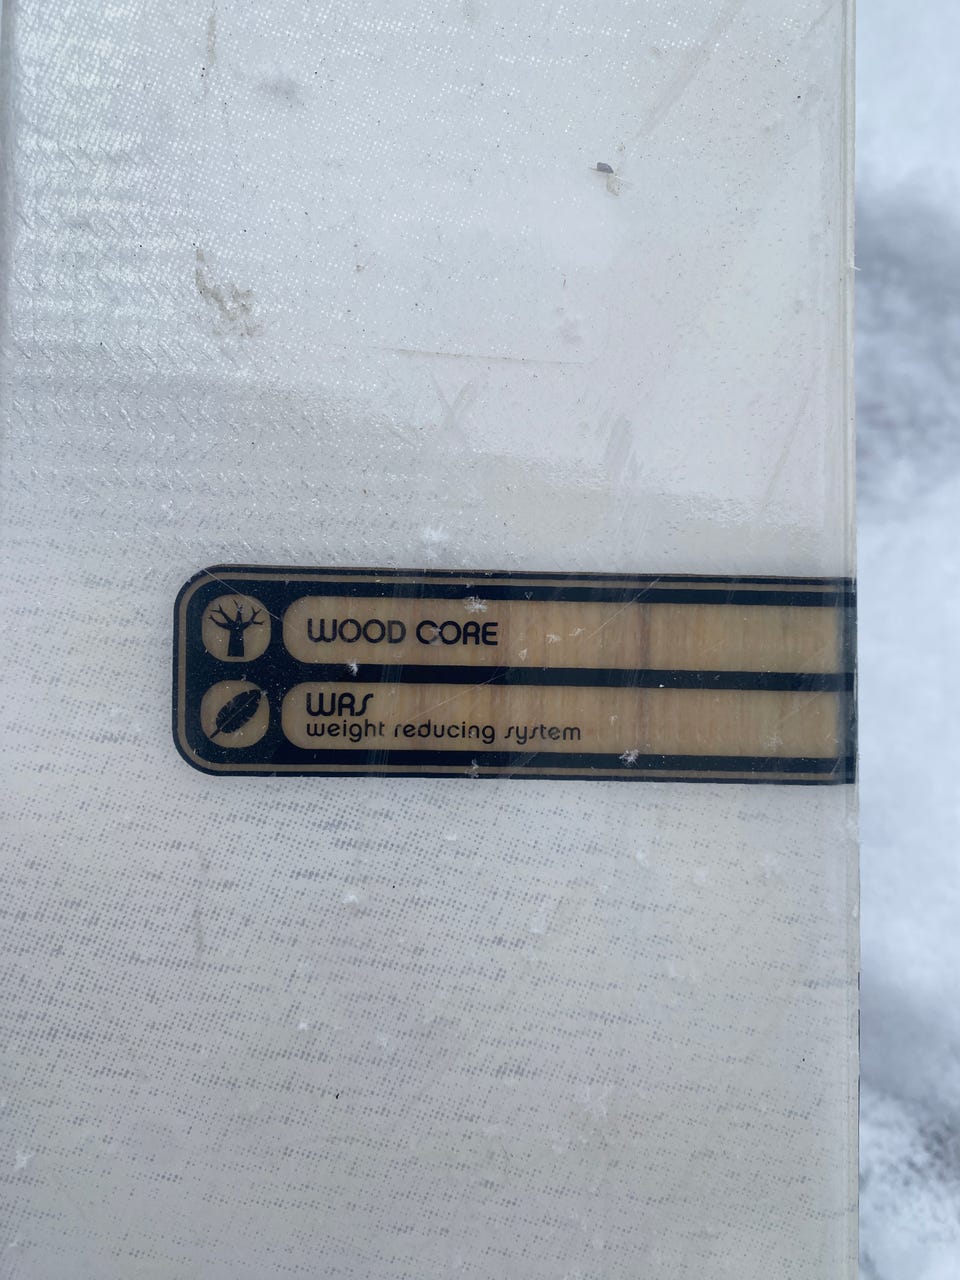 WOOD CORE
WRS
weight reducing system